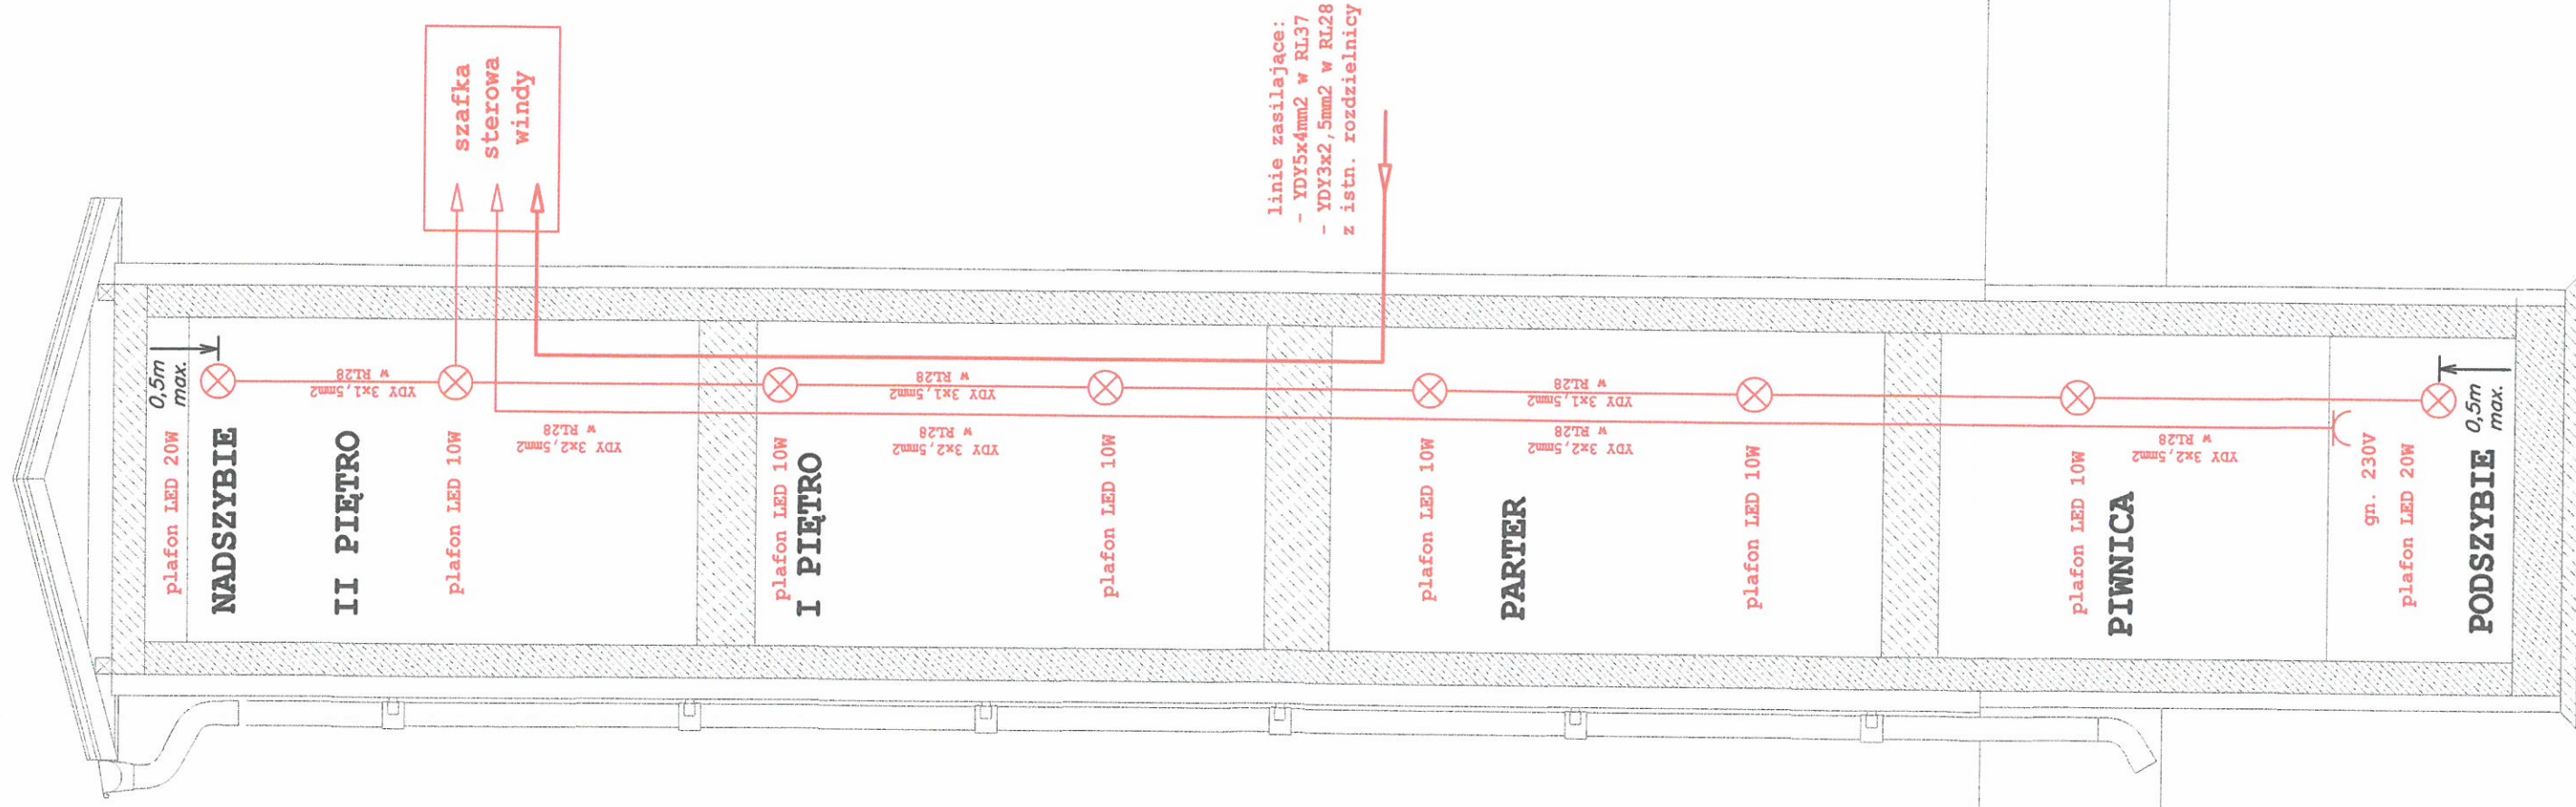 szafka
sterowa
windy
linie zasilające:
- YDY5x4mm2 w RL37
- YDY3x2,5mm2 w RL28
z istn. rozdzielnicy
0,5m
max.
plafon LED 20W
NADSZYBIE
YDY 3x1,5mm2
w RL28
II PIĘTRO
plafon LED 10W
YDY 3x2,5mm2
w RL28
plafon LED 10W
I PIĘTRO
YDY 3x1,5mm2
w RL28
YDY 3x2,5mm2
w RL28
plafon LED 10W
plafon LED 10W
PARTER
YDY 3x1,5mm2
w RL28
YDY 3x2,5mm2
w RL28
plafon LED 10W
plafon LED 10W
PIWNICA
YDY 3x2,5mm2
w RL28
gn. 230V
plafon LED 20W
PODSZYBIE
0,5m
max.